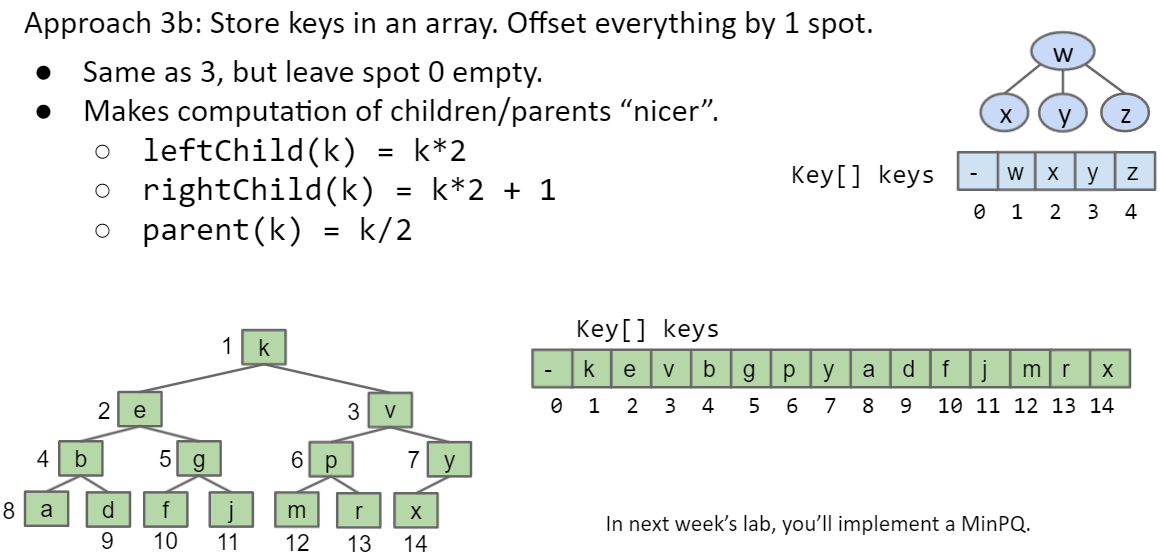 Approach 3b: Store keys in an array. Offset everything by 1 spot.
● Same as 3, but leave spot 0 empty.
● Makes computation of children/parents “nicer”.
○ leftChild(k) = k*2
○ rightChild(k) = k*2 + 1
○ parent(k) = k/2
w
x y z
Key[] keys - w x y z
0 1 2 3 4
1 k
2 e 3 v
4 b 5 g 6 p 7 y
8 a d f j m r x
9 10 11 12 13 14
Key[] keys
- k e v b g p y a d f j m r x
0 1 2 3 4 5 6 7 8 9 10 11 12 13 14
In next week’s lab, you’ll implement a MinPQ.